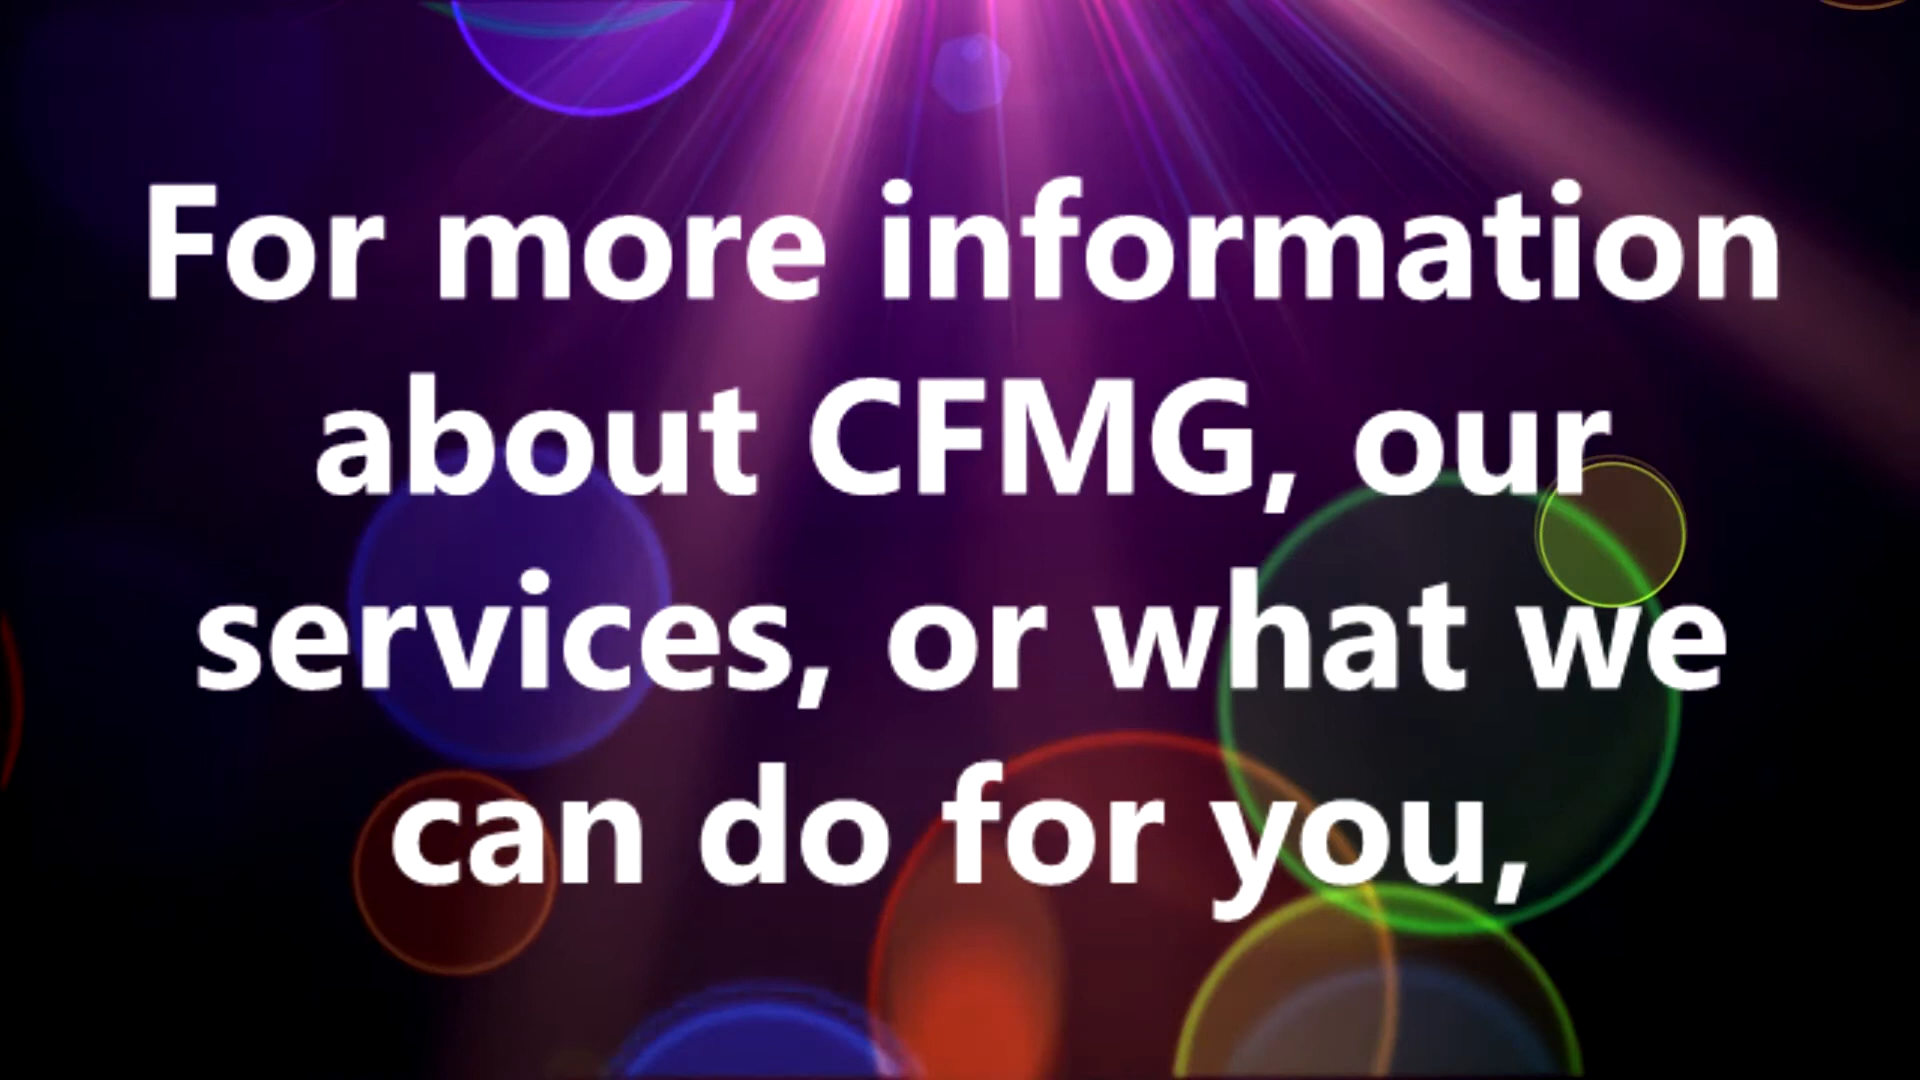 For more information
about CFMG, our
services, or what we
can do for you,